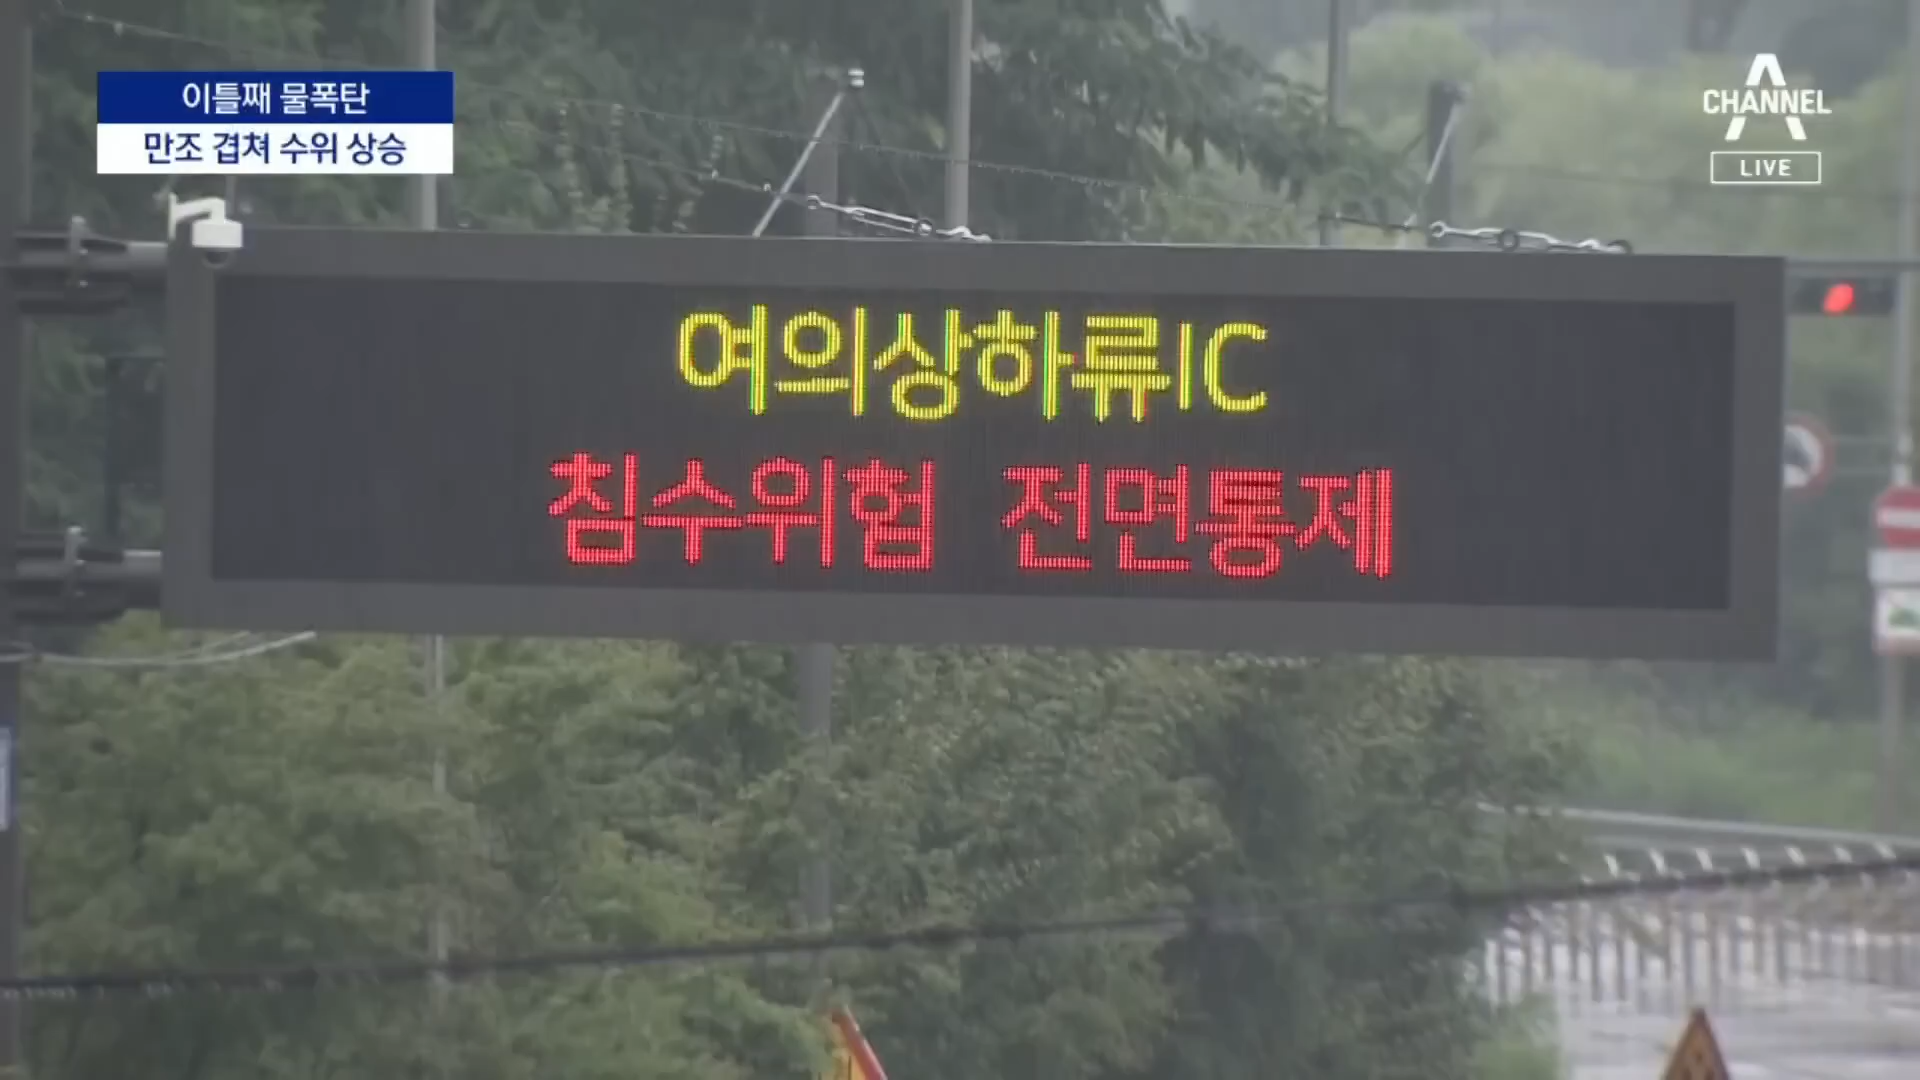 이틀째 물폭탄
만조 겹쳐 수위 상승
CHANNEL A
LIVE
여의상하류IC
침수위험 전면통제